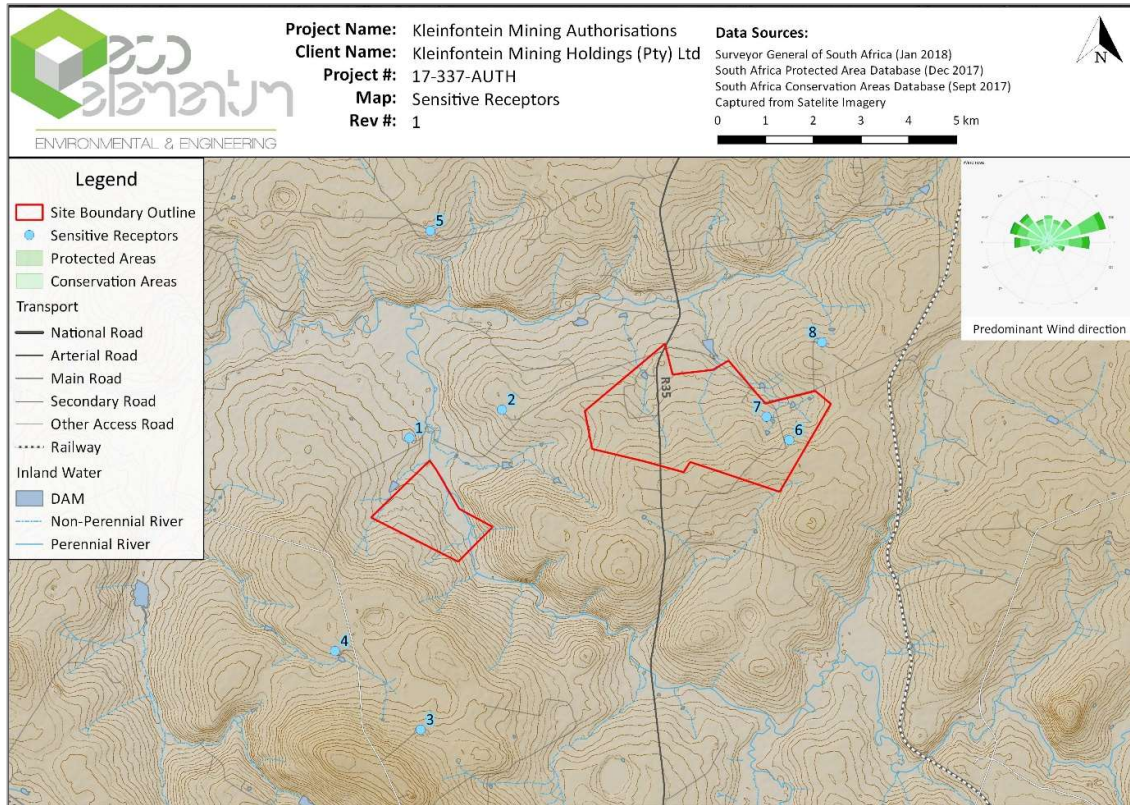 eco
elementum
ENVIRONMENTAL & ENGINEERING
Project Name: Kleinfontein Mining Authorisations
Client Name: Kleinfontein Mining Holdings (Pty) Ltd
Project #: 17-337-AUTH
Map: Sensitive Receptors
Rev #: 1
Data Sources:
Surveyor General of South Africa (Jan 2018)
South Africa Protected Area Database (Dec 2017)
South Africa Conservation Areas Database (Sept 2017)
Captured from Satelite Imagery
0 1 2 3 4 5 km
N
Legend
Site Boundary Outline
Sensitive Receptors
Protected Areas
Conservation Areas
Transport
National Road
Arterial Road
Main Road
Secondary Road
Other Access Road
Railway
Inland Water
DAM
Non-Perennial River
Perennial River
5
8
R35
2
7
1
6
4
3
Predominant Wind direction